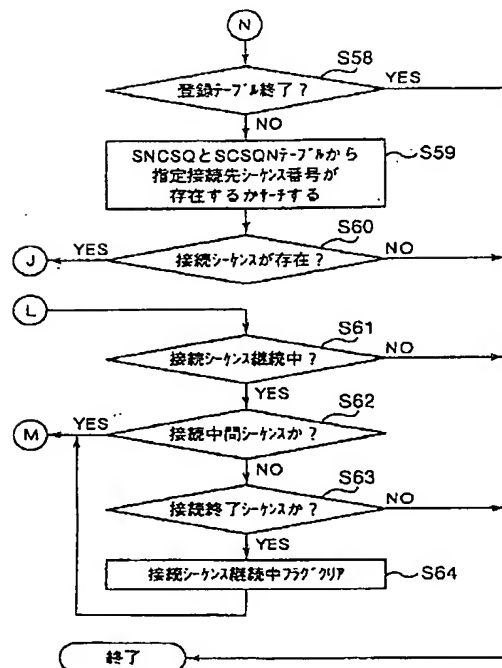 N
S58
登録テーブル終了？
YES
NO
SNCSQとSCSQNテーブルから
指定接続先シーケンス番号が
存在するかサーチする
S59
S60
接続シーケンスが存在？
YES
NO
J
L
S61
接続シーケンス継続中？
NO
YES
S62
接続中間シーケンスか？
YES
M
NO
S63
接続終了シーケンスか？
NO
YES
接続シーケンス継続中フラグクリア
S64
終了